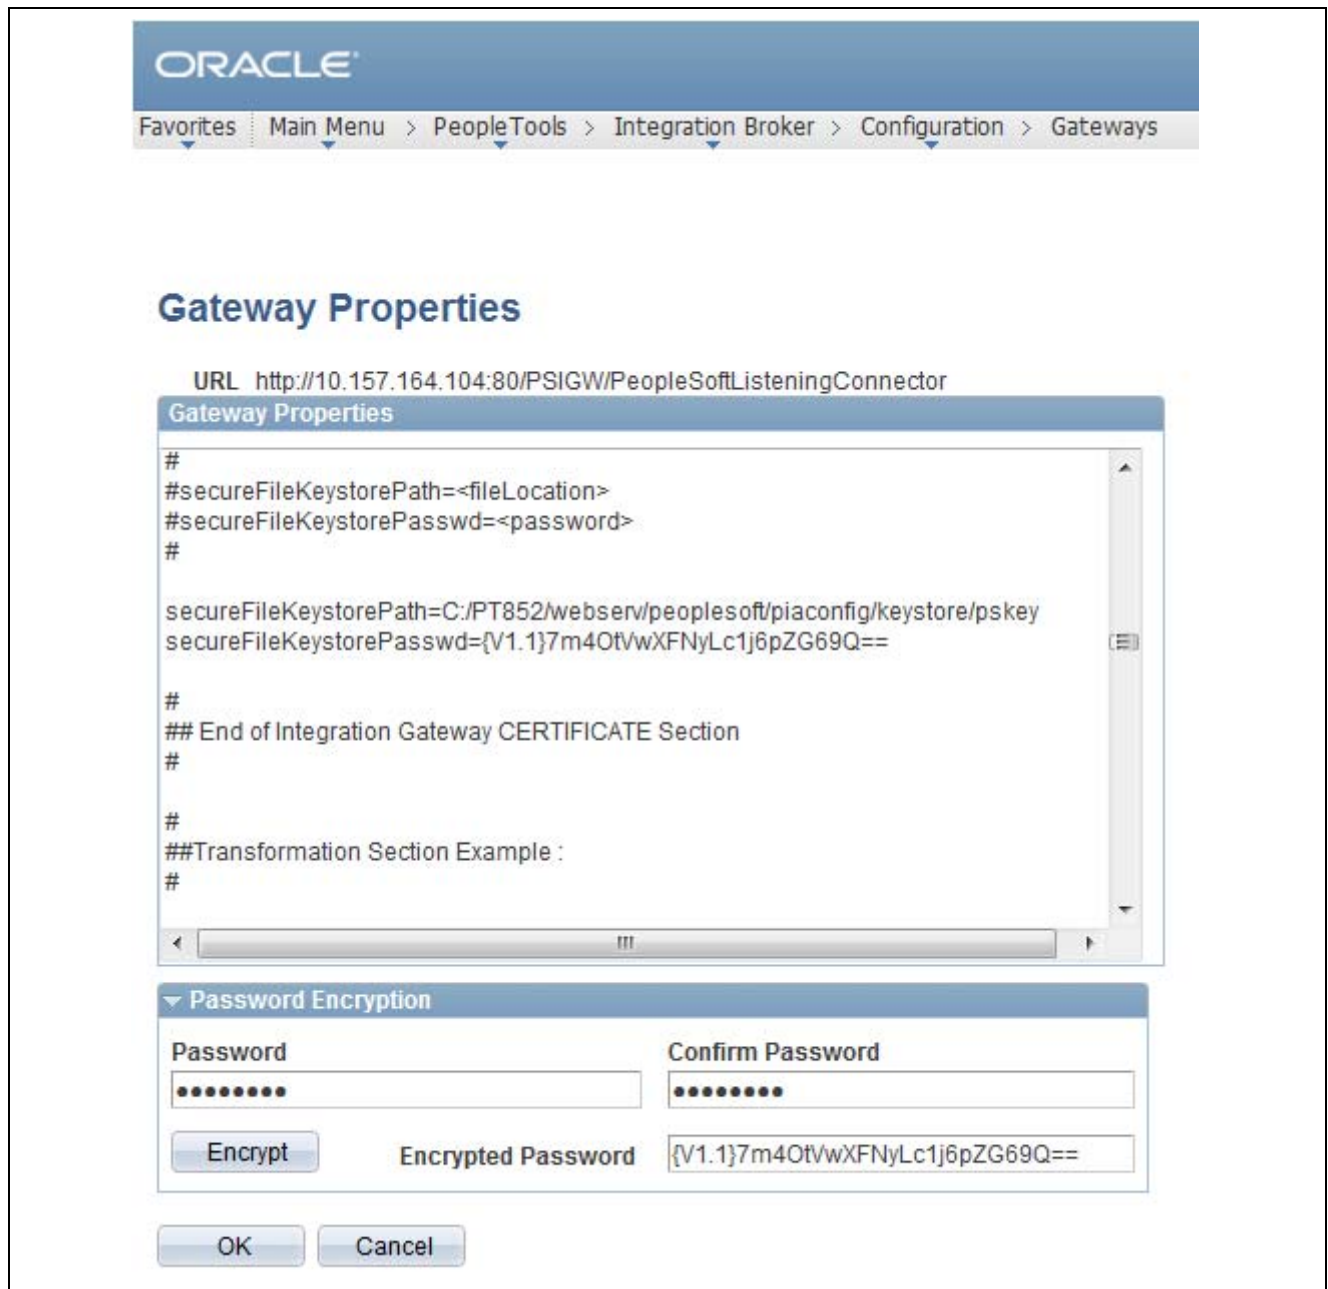 ORACLE
Favorites Main Menu > PeopleTools > Integration Broker > Configuration > Gateways
Gateway Properties
URL http://10.157.164.104:80/PSIGW/PeopleSoftListeningConnector
Gateway Properties
#
#secureFileKeystorePath=<fileLocation>
#secureFileKeystorePasswd=<password>
#
secureFileKeystorePath=C:/PT852/webserv/peoplesoft/piaconfig/keystore/pskey
secureFileKeystorePasswd={V1.1}7m4OtVwXFNyLc1j6pZG69Q==
#
## End of Integration Gateway CERTIFICATE Section
#
#
##Transformation Section Example :
#
Password Encryption
Password Confirm Password
Encrypt Encrypted Password {V1.1}7m4OtVwXFNyLc1j6pZG69Q==
OK Cancel